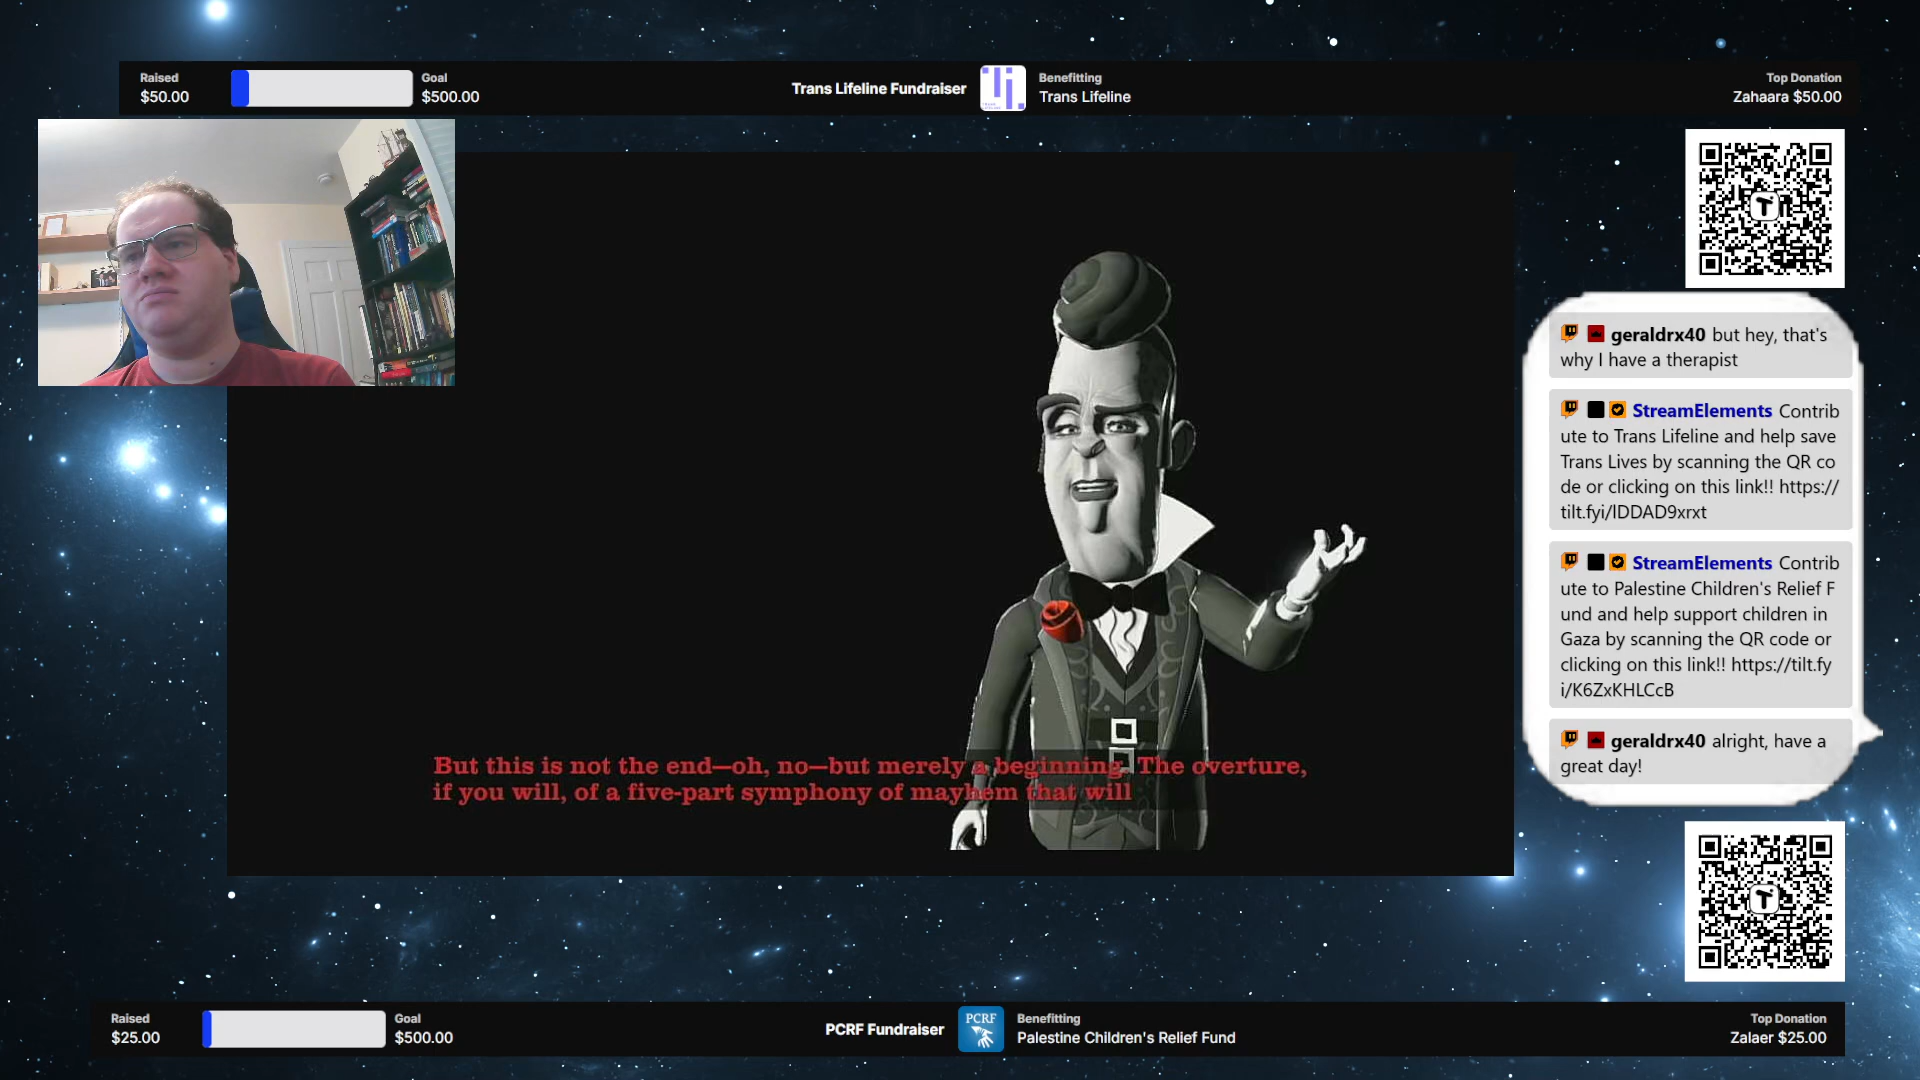 Raised
$50.00
Goal
$500.00
Trans Lifeline Fundraiser
Benefitting
Trans Lifeline
Top Donation
Zahaara $50.00
geraldrx40 but hey, that's
why I have a therapist
StreamElements Contrib
ute to Trans Lifeline and help save
Trans Lives by scanning the QR co
de or clicking on this link!! https://
tilt.fyi/lDDAD9xrxt
StreamElements Contrib
ute to Palestine Children's Relief F
und and help support children in
Gaza by scanning the QR code or
clicking on this link!! https://tilt.fy
i/K6ZxKHLCcB
geraldrx40 alright, have a
great day!
But this is not the end—oh, no—but merely a beginning. The overture,
if you will, of a five-part symphony of mayhem that will
Raised
$25.00
Goal
$500.00
PCRF Fundraiser
PCRF
Benefitting
Palestine Children's Relief Fund
Top Donation
Zalaer $25.00